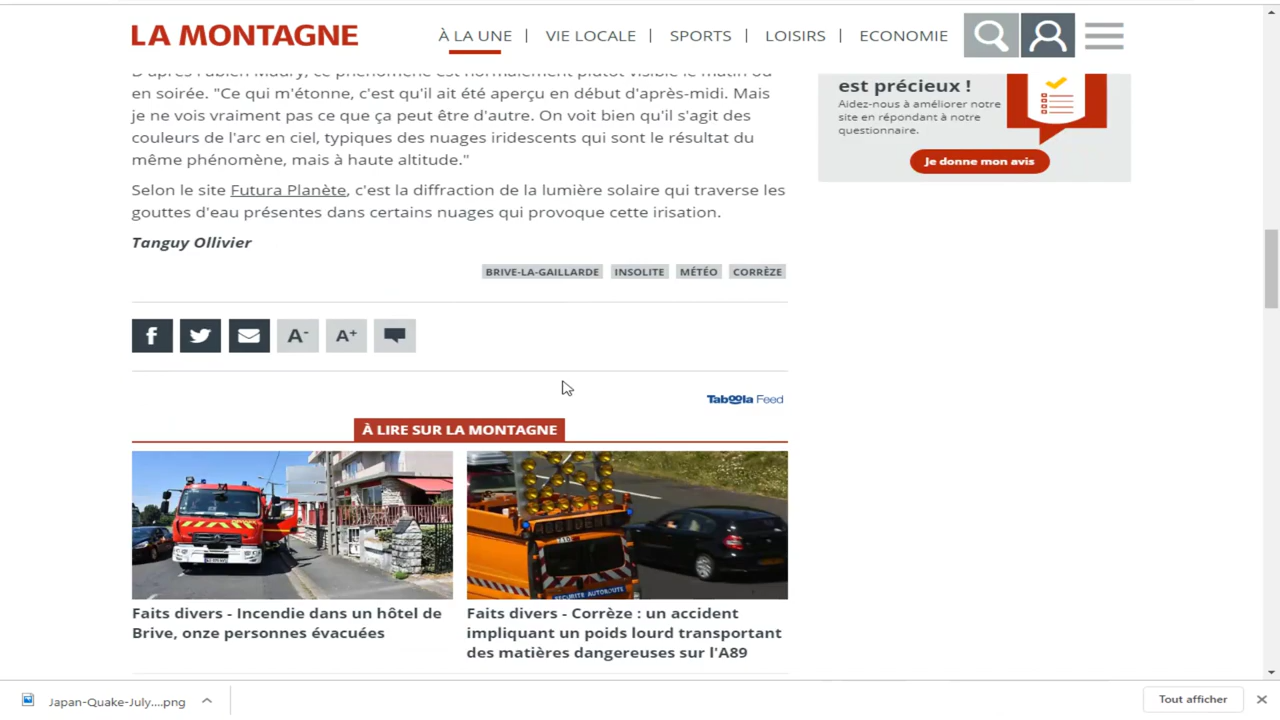 LA MONTAGNE
À LA UNE | VIE LOCALE | SPORTS | LOISIRS | ECONOMIE
D'après Fabien Maury, ce phénomène est normalement plutôt visible le matin ou
en soirée. "Ce qui m'étonne, c'est qu'il ait été aperçu en début d'après-midi. Mais
je ne vois vraiment pas ce que ça peut être d'autre. On voit bien qu'il s'agit des
couleurs de l'arc en ciel, typiques des nuages iridescents qui sont le résultat du
même phénomène, mais à haute altitude."
Selon le site Futura Planète, c'est la diffraction de la lumière solaire qui traverse les
gouttes d'eau présentes dans certains nuages qui provoque cette irisation.
Tanguy Ollivier
BRIVE-LA-GAILLARDE INSOLITE MÉTÉO CORRÈZE
est précieux !
Aidez-nous à améliorer notre
site en répondant à notre
questionnaire.
Je donne mon avis
A- A+
Taboola Feed
À LIRE SUR LA MONTAGNE
SECURITE AUTOROUTE
Faits divers - Incendie dans un hôtel de
Brive, onze personnes évacuées
Faits divers - Corrèze : un accident
impliquant un poids lourd transportant
des matières dangereuses sur l'A89
Japan-Quake-July....png
Tout afficher